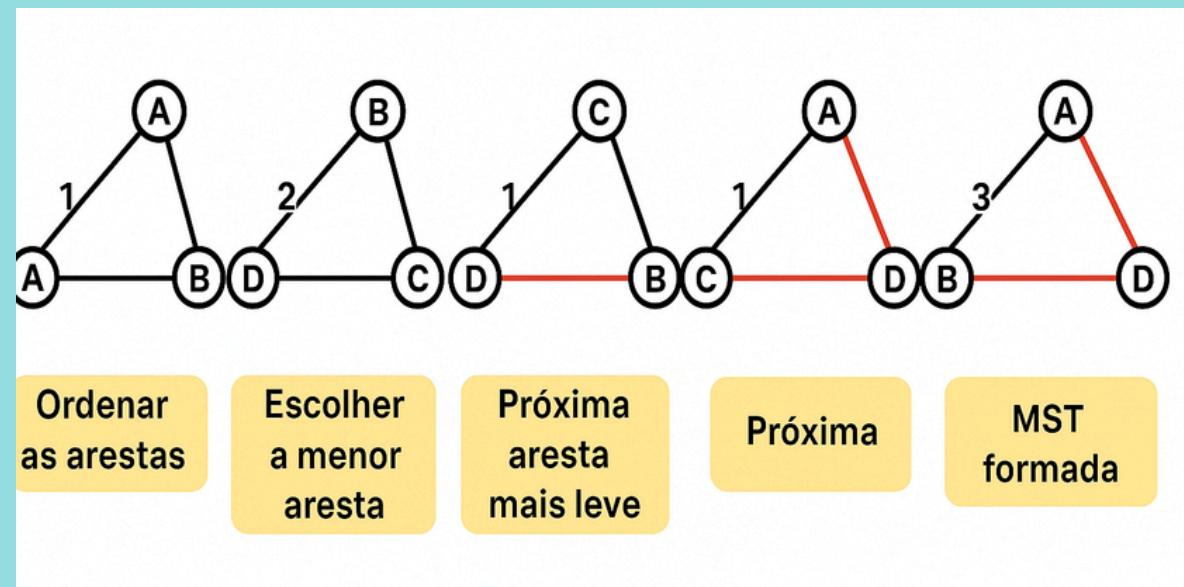 A B C A A
1 2 1 1 3
A B D C D B C D B D
Ordenar
as arestas
Escolher
a menor
aresta
Próxima
aresta
mais leve
Próxima
MST
formada